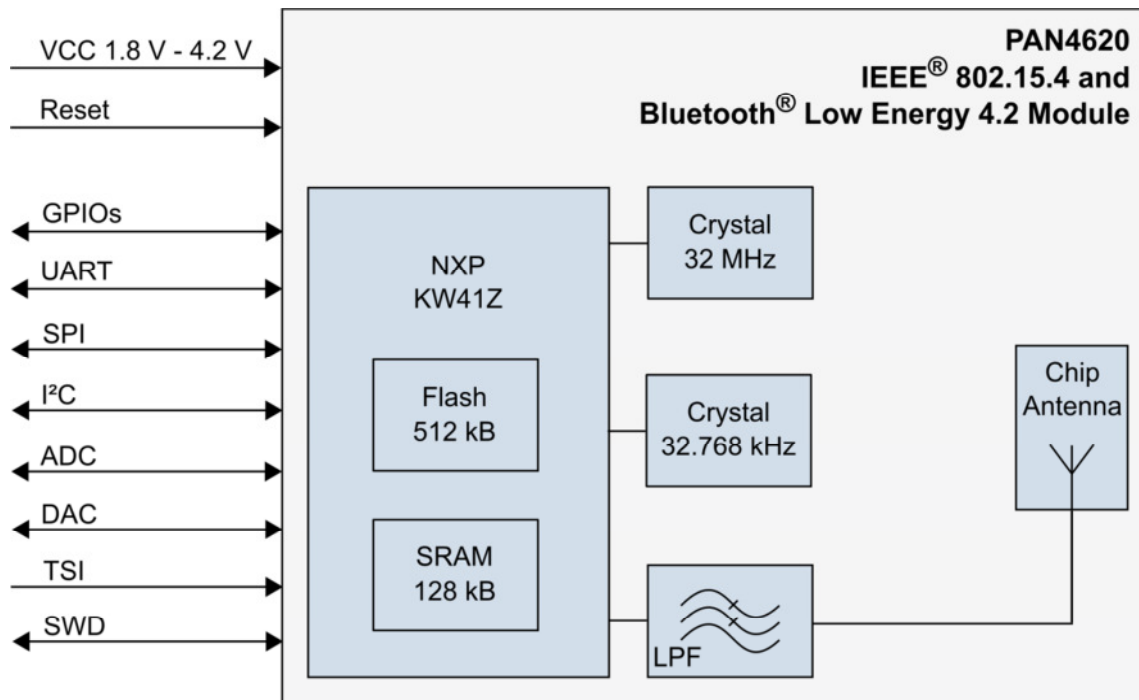 VCC 1.8 V - 4.2 V
Reset
GPIOs
UART
SPI
I²C
ADC
DAC
TSI
SWD
PAN4620
IEEE® 802.15.4 and
Bluetooth® Low Energy 4.2 Module
NXP
KW41Z
Flash
512 kB
SRAM
128 kB
Crystal
32 MHz
Crystal
32.768 kHz
LPF
Chip
Antenna